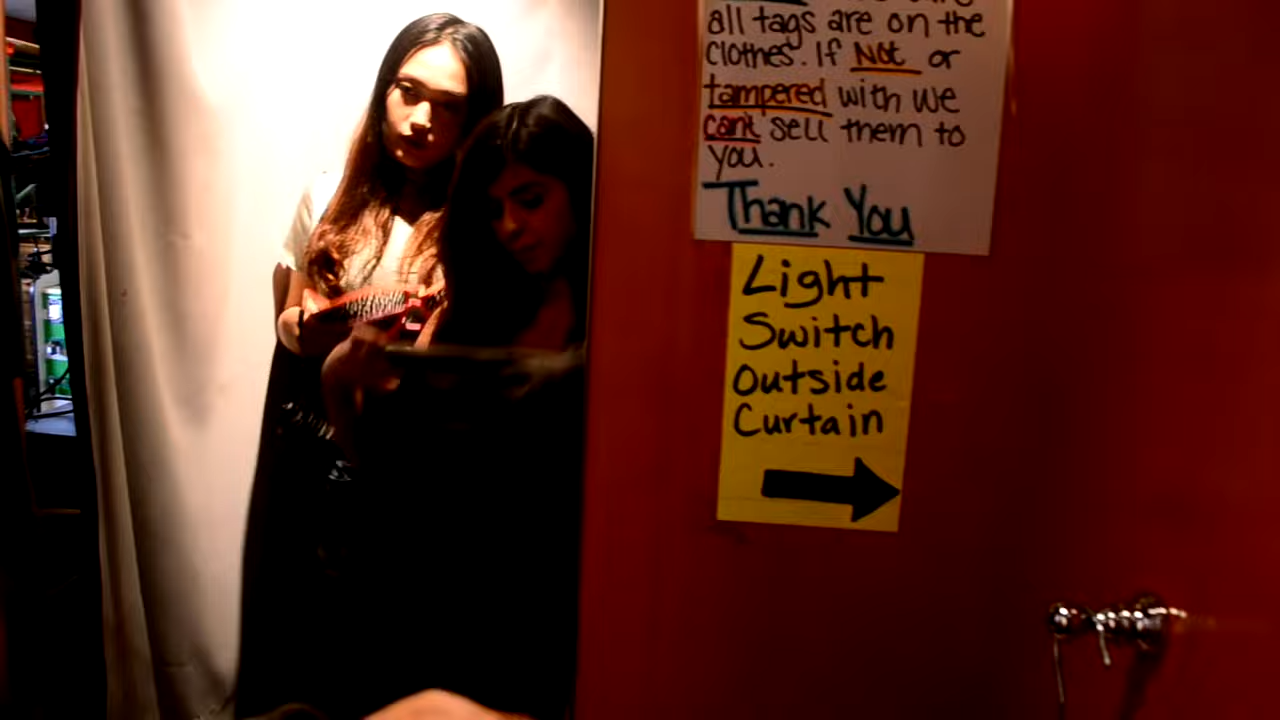 all tags are on the
clothes. If Not or
tampered with we
can't sell them to
you.
Thank You
Light
Switch
Outside
Curtain